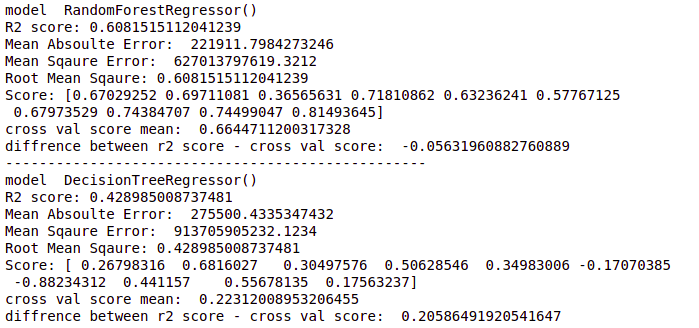 model  RandomForestRegressor()
R2 score: 0.6081515112041239
Mean Absoulte Error:  221911.7984273246
Mean Sqaure Error:  627013797619.3212
Root Mean Sqaure: 0.6081515112041239
Score: [0.67029252 0.69711081 0.36565631 0.71810862 0.63236241 0.57767125
 0.67973529 0.74384707 0.74499047 0.81493645]
cross val score mean:  0.6644711200317328
diffrence between r2 score - cross val score:  -0.05631960882760889
--------------------------------------------------
model  DecisionTreeRegressor()
R2 score: 0.428985008737481
Mean Absoulte Error:  275500.4335347432
Mean Sqaure Error:  913705905232.1234
Root Mean Sqaure: 0.428985008737481
Score: [ 0.26798316  0.6816027   0.30497576  0.50628546  0.34983006 -0.17070385
 -0.88234312  0.441157    0.55678135  0.17563237]
cross val score mean:  0.22312008953206455
diffrence between r2 score - cross val score:  0.20586491920541647